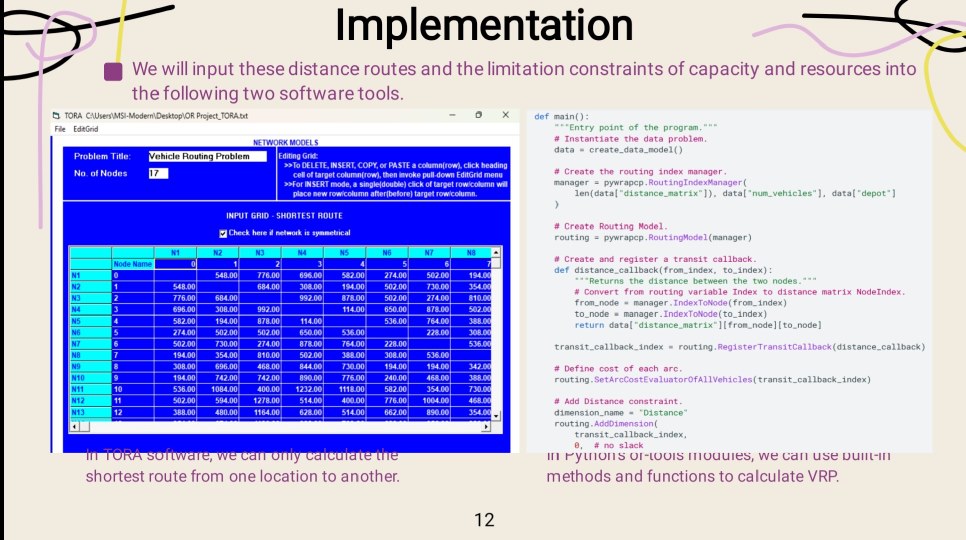 Implementation
We will input these distance routes and the limitation constraints of capacity and resources into
the following two software tools.
TORA C:\Users\MSI-Modern\Desktop\OR Project_TORA.txt
File EditGrid
NETWORK MODELS
Problem Title: Vehicle Routing Problem
No. of Nodes 17
Editing Grid:
>>To DELETE, INSERT, COPY, or PASTE a column(row), click heading
cell of target column(row), then invoke pull-down EditGrid menu
>>For INSERT mode, a single(double) click of target row/column will
place new row/column after(before) target row/column.
INPUT GRID - SHORTEST ROUTE
Check here if network is symmetrical
N1 N2 N3 N4 N5 N6 N7 N8
Node Name 0 1 2 3 4 5 6 7
N1 0 548.00 776.00 696.00 582.00 274.00 502.00 194.00
N2 1 548.00 684.00 308.00 194.00 502.00 730.00 354.00
N3 2 776.00 684.00 992.00 878.00 502.00 274.00 810.00
N4 3 696.00 308.00 992.00 114.00 650.00 878.00 502.00
N5 4 582.00 194.00 878.00 114.00 536.00 764.00 388.00
N6 5 274.00 502.00 502.00 650.00 536.00 228.00 308.00
N7 6 502.00 730.00 274.00 878.00 764.00 228.00 536.00
N8 7 194.00 354.00 810.00 502.00 388.00 308.00 536.00
N9 8 308.00 696.00 468.00 844.00 730.00 194.00 194.00 342.00
N10 9 194.00 742.00 742.00 890.00 776.00 240.00 468.00 388.00
N11 10 536.00 1084.00 400.00 1232.00 1118.00 582.00 354.00 730.00
N12 11 502.00 594.00 1278.00 514.00 400.00 776.00 1004.00 468.00
N13 12 388.00 480.00 1164.00 628.00 514.00 662.00 890.00 354.00
def main():
"""Entry point of the program."""
# Instantiate the data problem.
data = create_data_model()
# Create the routing index manager.
manager = pywrapcp.RoutingIndexManager(
len(data["distance_matrix"]), data["num_vehicles"], data["depot"]
)
# Create Routing Model.
routing = pywrapcp.RoutingModel(manager)
# Create and register a transit callback.
def distance_callback(from_index, to_index):
"""Returns the distance between the two nodes."""
# Convert from routing variable Index to distance matrix NodeIndex.
from_node = manager.IndexToNode(from_index)
to_node = manager.IndexToNode(to_index)
return data["distance_matrix"][from_node][to_node]
transit_callback_index = routing.RegisterTransitCallback(distance_callback)
# Define cost of each arc.
routing.SetArcCostEvaluatorOfAllVehicles(transit_callback_index)
# Add Distance constraint.
dimension_name = "Distance"
routing.AddDimension(
transit_callback_index,
0, # no slack
In TORA software, we can only calculate the
shortest route from one location to another.
In Python's or-tools modules, we can use built-in
methods and functions to calculate VRP.
12